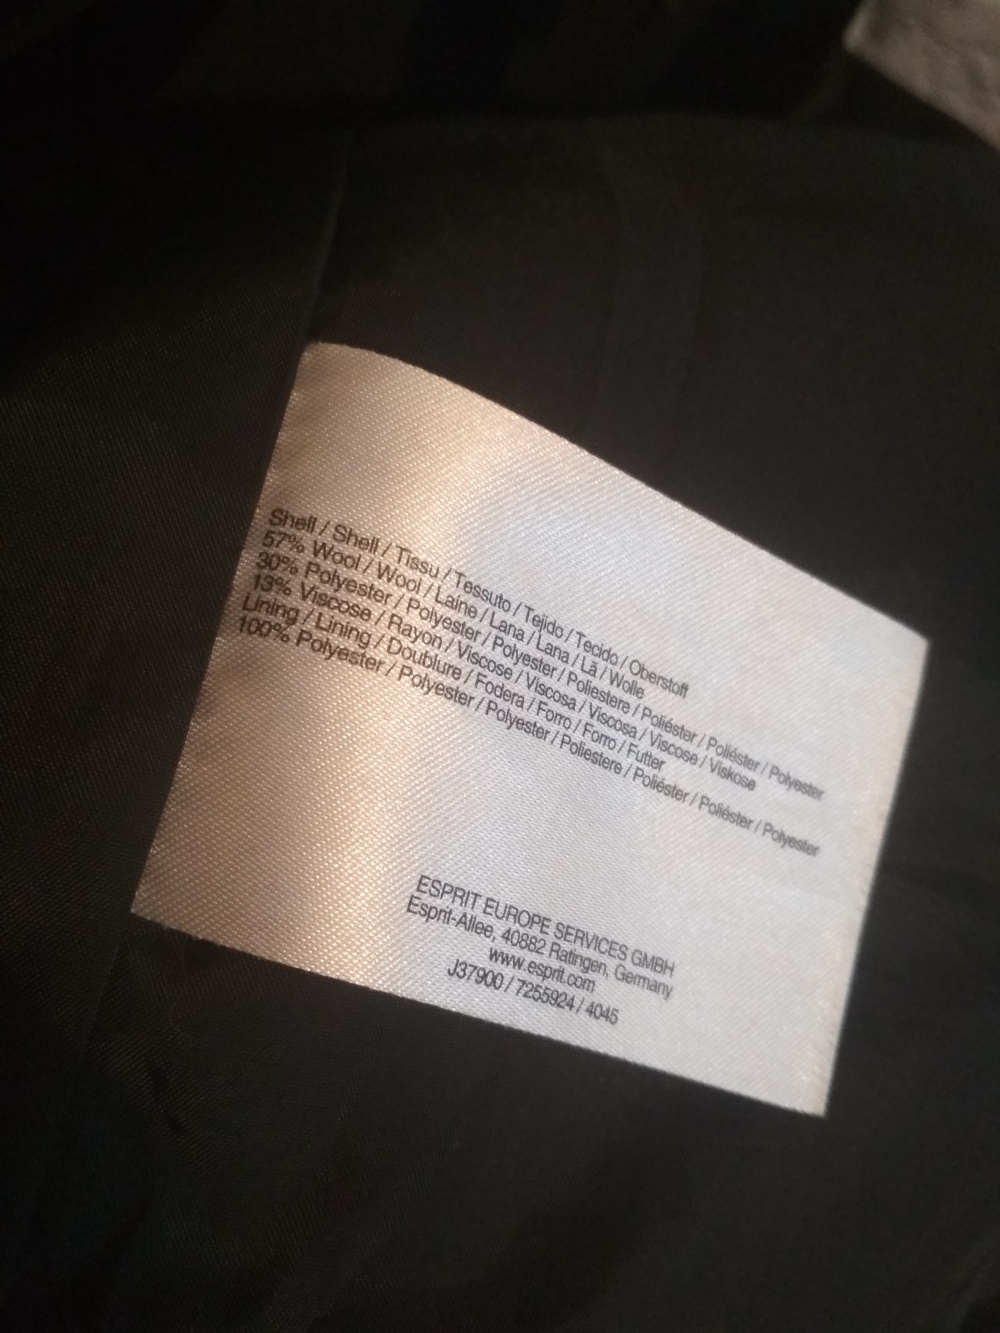 Shell / Shell / Tissu / Tessuto / Tejido / Tecido / Oberstoff
57% Wool / Wool / Laine / Lana / Lana / Lã / Wolle
30% Polyester / Polyester / Polyester / Poliestere / Poliéster / Poliéster / Polyester
13% Viscose / Rayon / Viscose / Viscosa / Viscosa / Viscose / Viskose
Lining / Lining / Doublure / Fodera / Forro / Forro / Futter
100% Polyester / Polyester / Polyester / Poliestere / Poliéster / Poliéster / Polyester
ESPRIT EUROPE SERVICES GMBH
Esprit-Allee, 40882 Ratingen, Germany
www.esprit.com
J37900 / 7255924 / 4045